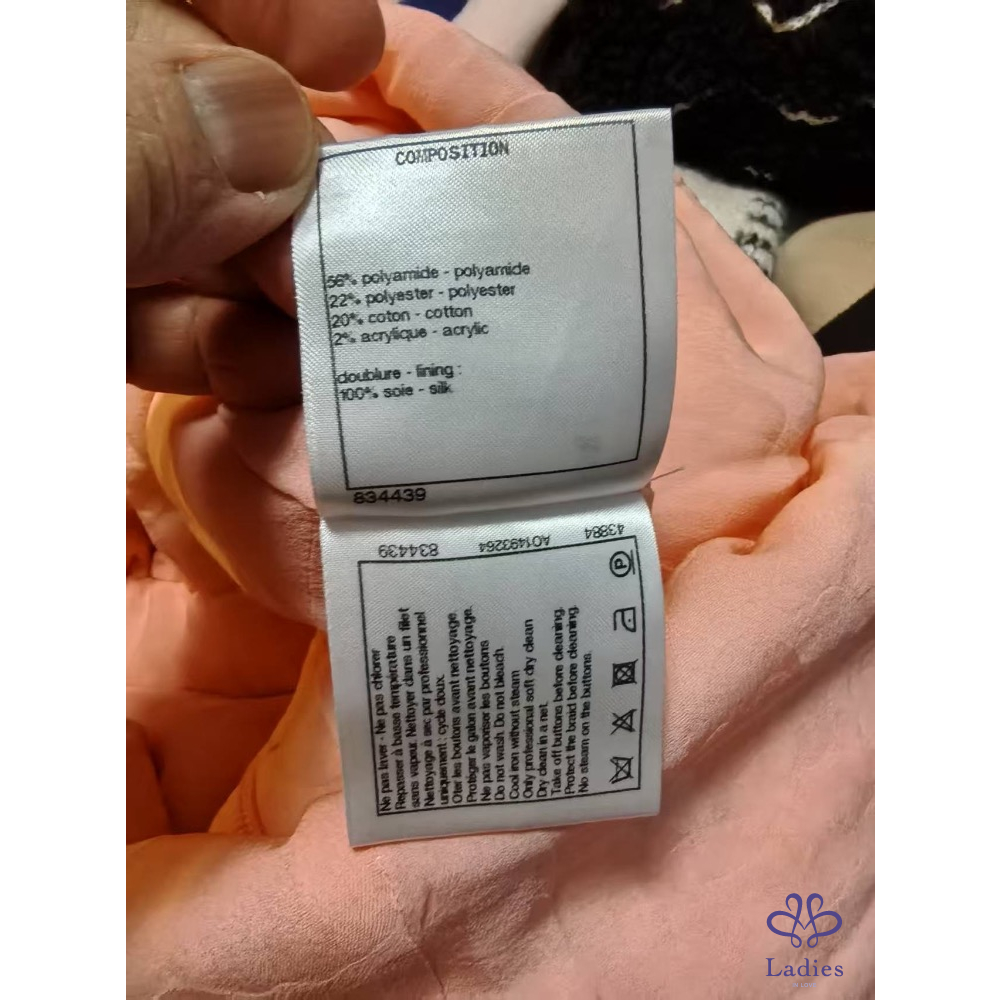 COMPOSITION
56% polyamide - polyamide
22% polyester - polyester
20% coton - cotton
2% acrylique - acrylic
doublure - lining :
100% soie - silk
834439
834439
A01493264
43884
Ne pas laver - Ne pas chlorer
Repasser à basse température
sans vapeur. Nettoyer dans un filet
Nettoyage à sec par professionnel
uniquement : cycle doux.
Oter les boutons avant nettoyage.
Protéger le galon avant nettoyage.
Ne pas vaporiser les boutons
Do not wash. Do not bleach.
Cool iron without steam
Only professional soft dry clean
Dry clean in a net.
Take off buttons before cleaning.
Protect the braid before cleaning.
No steam on the buttons.
P
Ladies